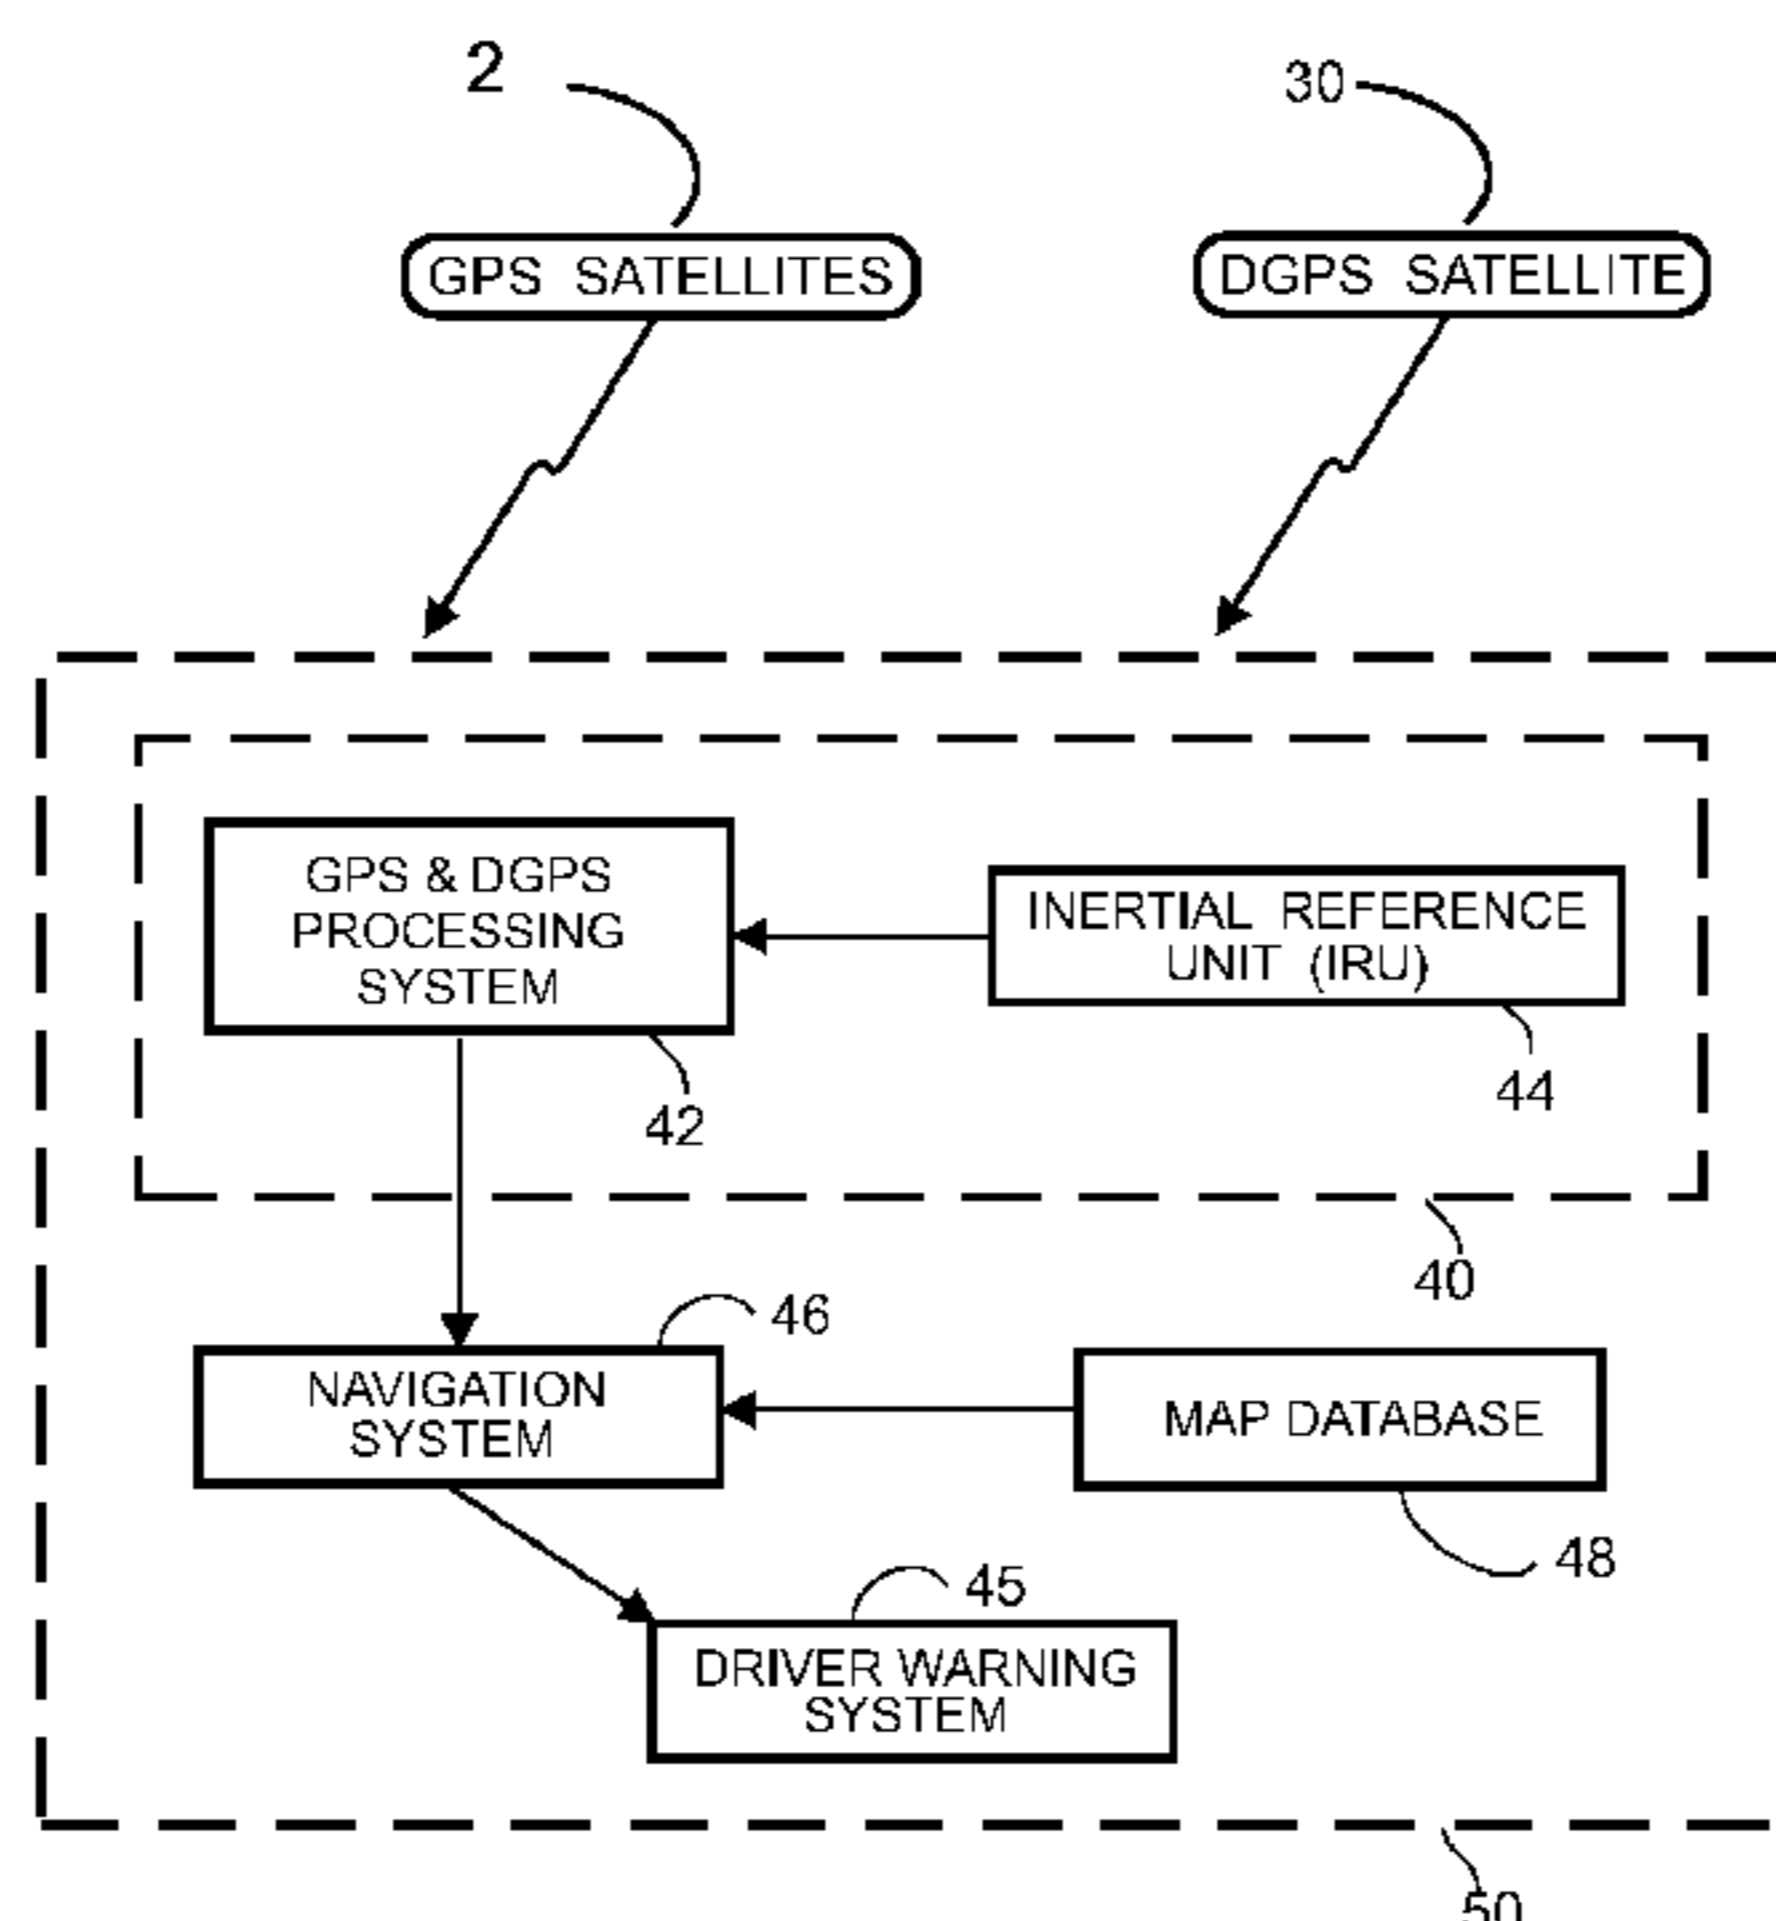 2
30
GPS SATELLITES
DGPS SATELLITE
GPS & DGPS
PROCESSING
SYSTEM
INERTIAL REFERENCE
UNIT (IRU)
44
42
40
46
NAVIGATION
SYSTEM
MAP DATABASE
48
45
DRIVER WARNING
SYSTEM
50